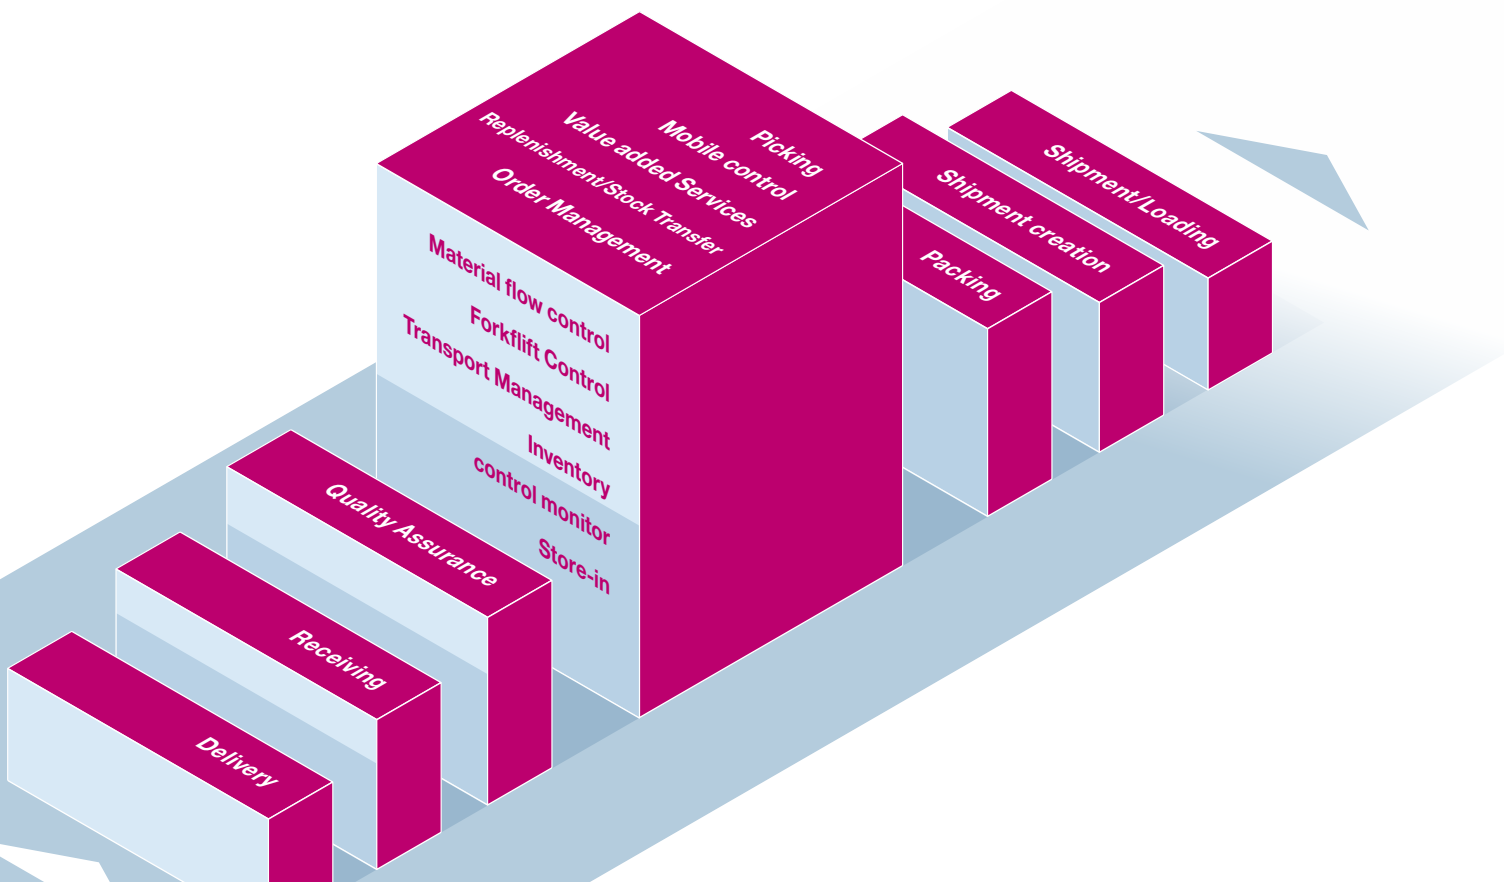 Picking
Mobile control
Value added Services
Replenishment/Stock Transfer
Order Management
Material flow control
Forkflift Control
Transport Management
Inventory
control monitor
Store-in
Shipment/Loading
Shipment creation
Packing
Quality Assurance
Receiving
Delivery